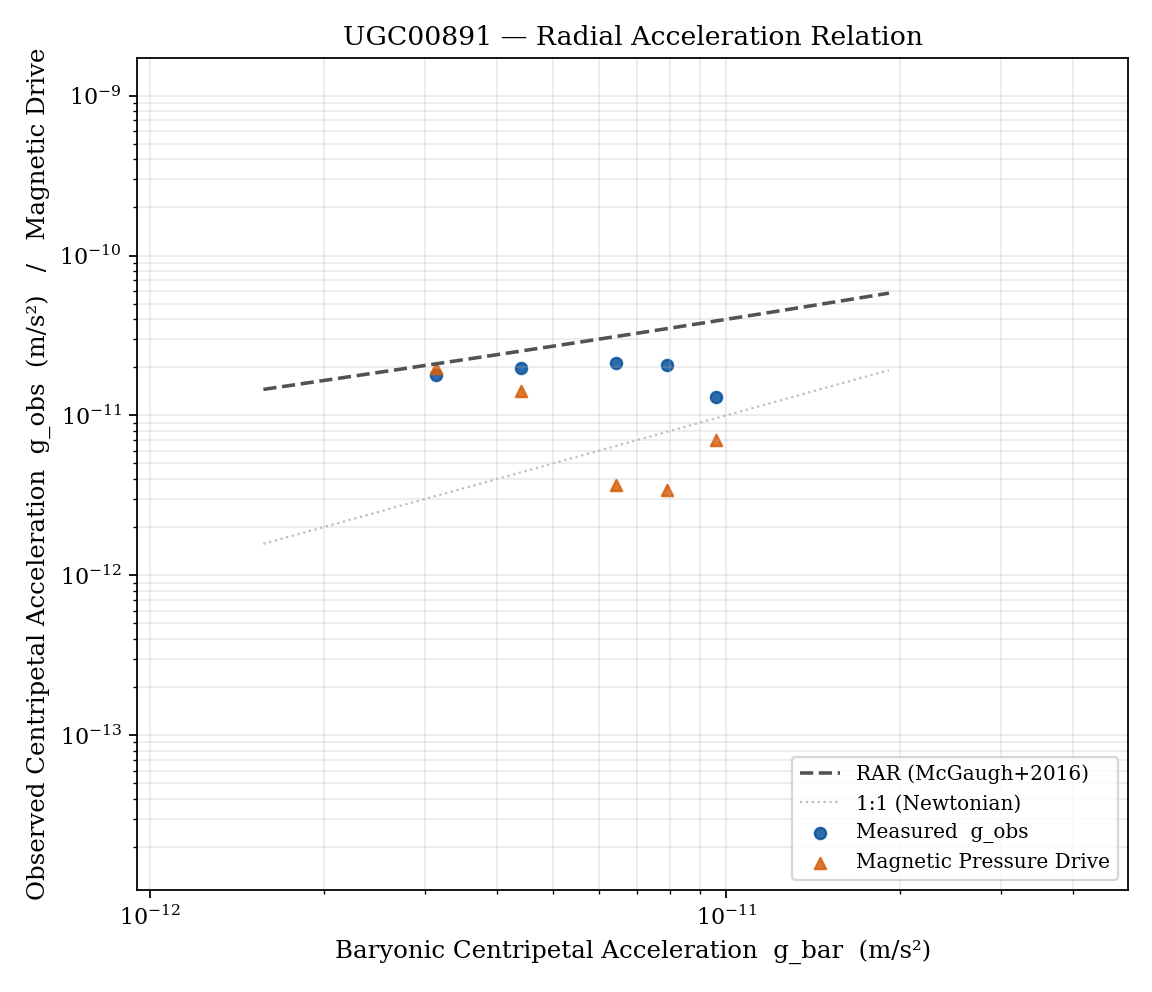 UGC00891 — Radial Acceleration Relation
Observed Centripetal Acceleration  g_obs  (m/s²)   /   Magnetic Drive
10⁻⁹
10⁻¹⁰
10⁻¹¹
10⁻¹²
10⁻¹³
RAR (McGaugh+2016)
1:1 (Newtonian)
Measured  g_obs
Magnetic Pressure Drive
10⁻¹²
10⁻¹¹
Baryonic Centripetal Acceleration  g_bar  (m/s²)